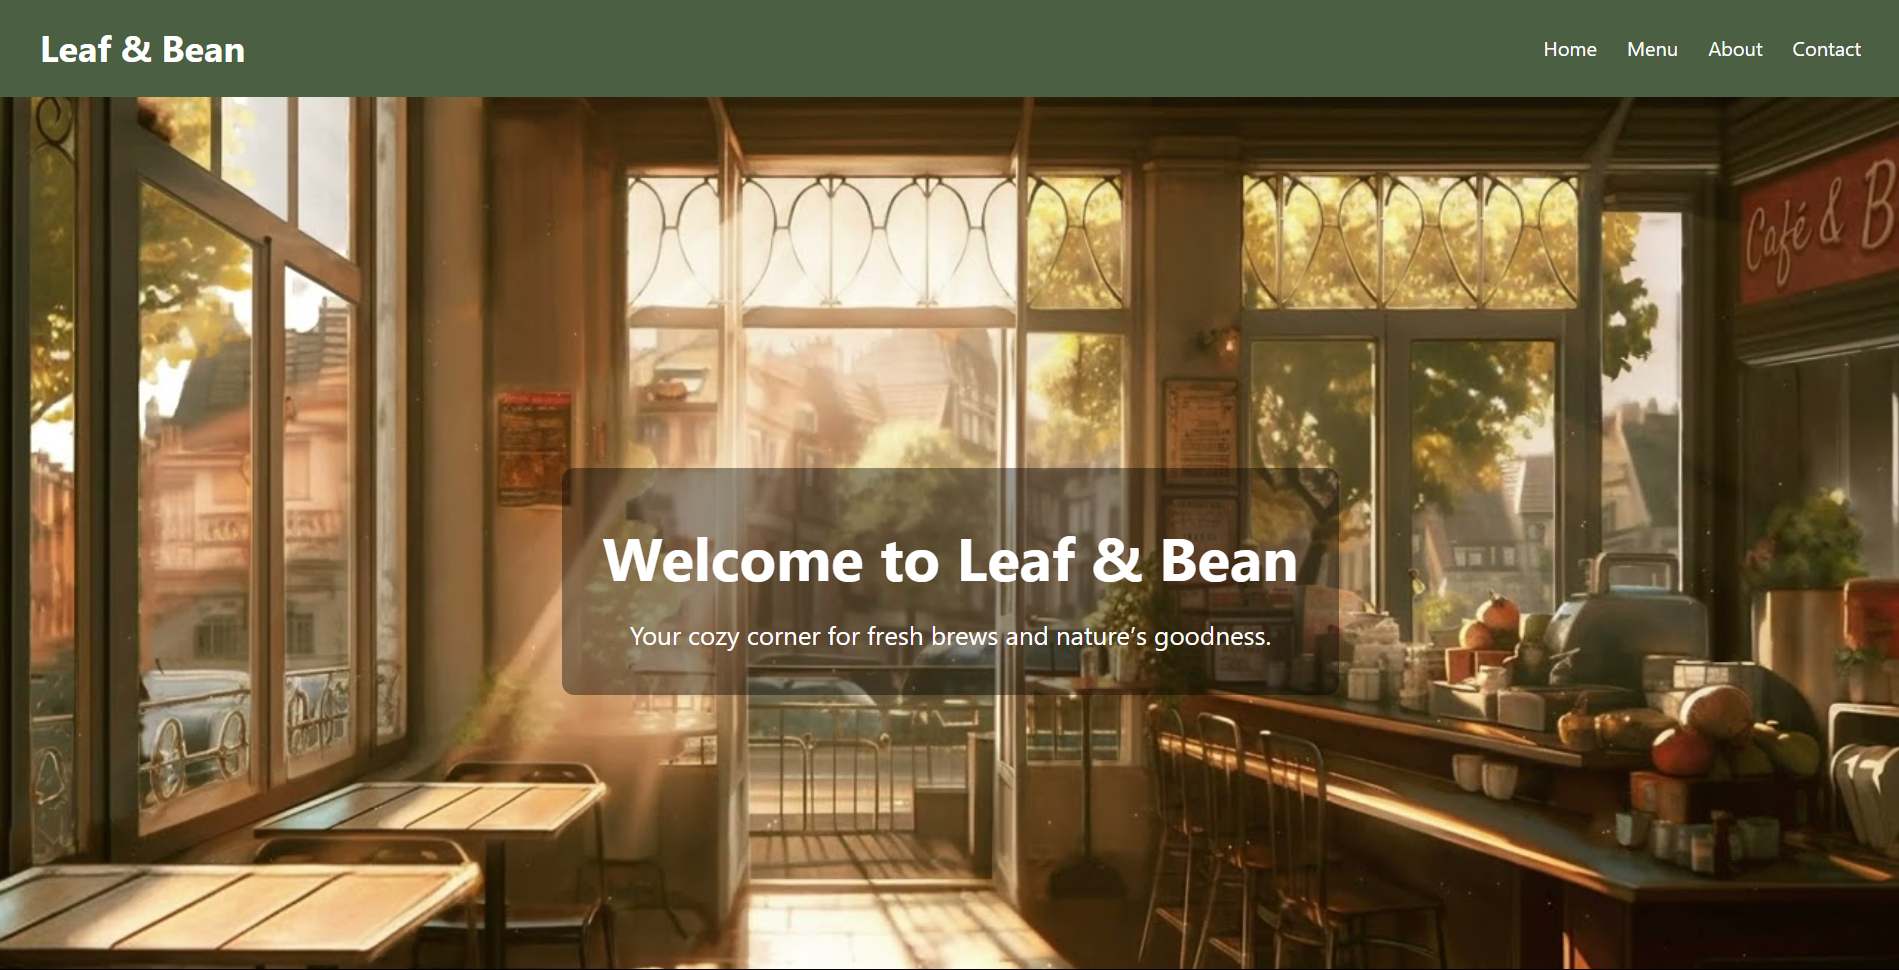 Leaf & Bean
Home Menu About Contact
Café & B
Welcome to Leaf & Bean
Your cozy corner for fresh brews and nature’s goodness.